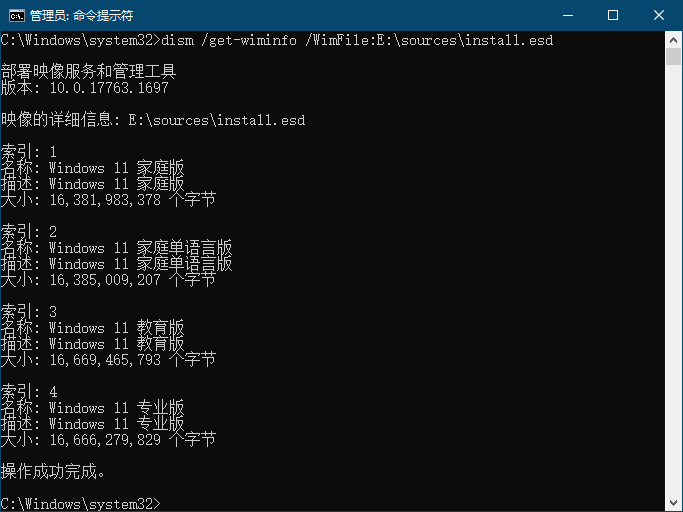 管理员: 命令提示符
C:\Windows\system32>dism /get-wiminfo /WimFile:E:\sources\install.esd
部署映像服务和管理工具
版本: 10.0.17763.1697
映像的详细信息: E:\sources\install.esd
索引: 1
名称: Windows 11 家庭版
描述: Windows 11 家庭版
大小: 16,381,983,378 个字节
索引: 2
名称: Windows 11 家庭单语言版
描述: Windows 11 家庭单语言版
大小: 16,385,009,207 个字节
索引: 3
名称: Windows 11 教育版
描述: Windows 11 教育版
大小: 16,669,465,793 个字节
索引: 4
名称: Windows 11 专业版
描述: Windows 11 专业版
大小: 16,666,279,829 个字节
操作成功完成。
C:\Windows\system32>